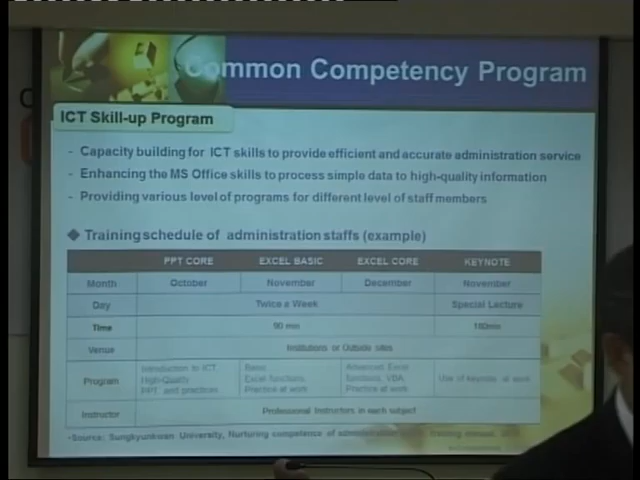 Common Competency Program
ICT Skill-up Program
- Capacity building for ICT skills to provide efficient and accurate administration service
- Enhancing the MS Office skills to process simple data to high-quality information
- Providing various level of programs for different level of staff members
◆ Training schedule of administration staffs (example)
PPT CORE EXCEL BASIC EXCEL CORE KEYNOTE
Month October November December November
Day Twice a Week Special Lecture
Time 90 min 180min
Venue Institutions or Outside sites
Introduction to ICT Basic Advanced Excel
Program High-Quality Excel functions functions, VDA Use of Keynote at work
PPT and practices Practice at work Practice at work
Instructor Professional Instructors in each subject
*Source: Sungkyunkwan University, Nurturing competence of